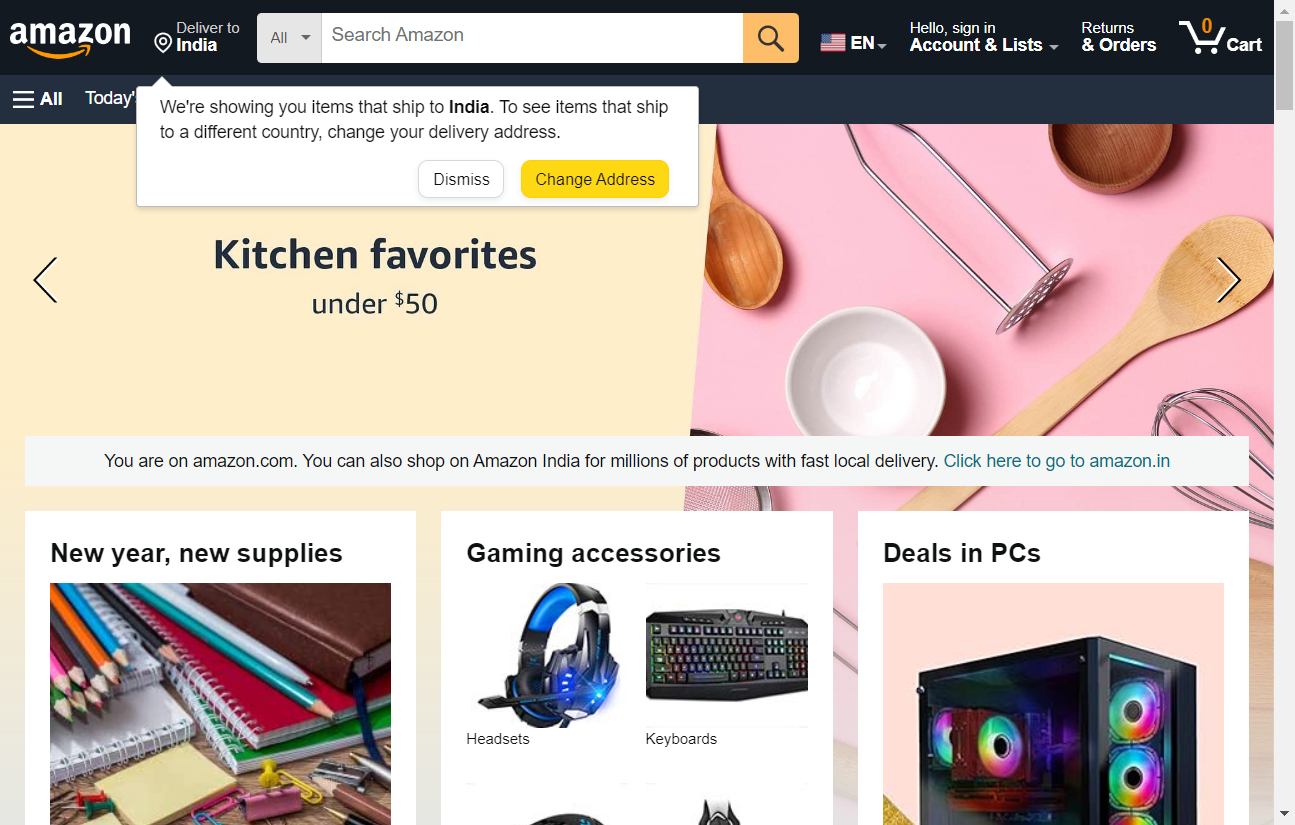 amazon
Deliver to
India
All
Search Amazon
EN
Hello, sign in
Account & Lists
Returns
& Orders
0
Cart
All
Today'
We're showing you items that ship to India. To see items that ship
to a different country, change your delivery address.
Dismiss
Change Address
Kitchen favorites
under $50
You are on amazon.com. You can also shop on Amazon India for millions of products with fast local delivery. Click here to go to amazon.in
New year, new supplies
Gaming accessories
Deals in PCs
Headsets
Keyboards